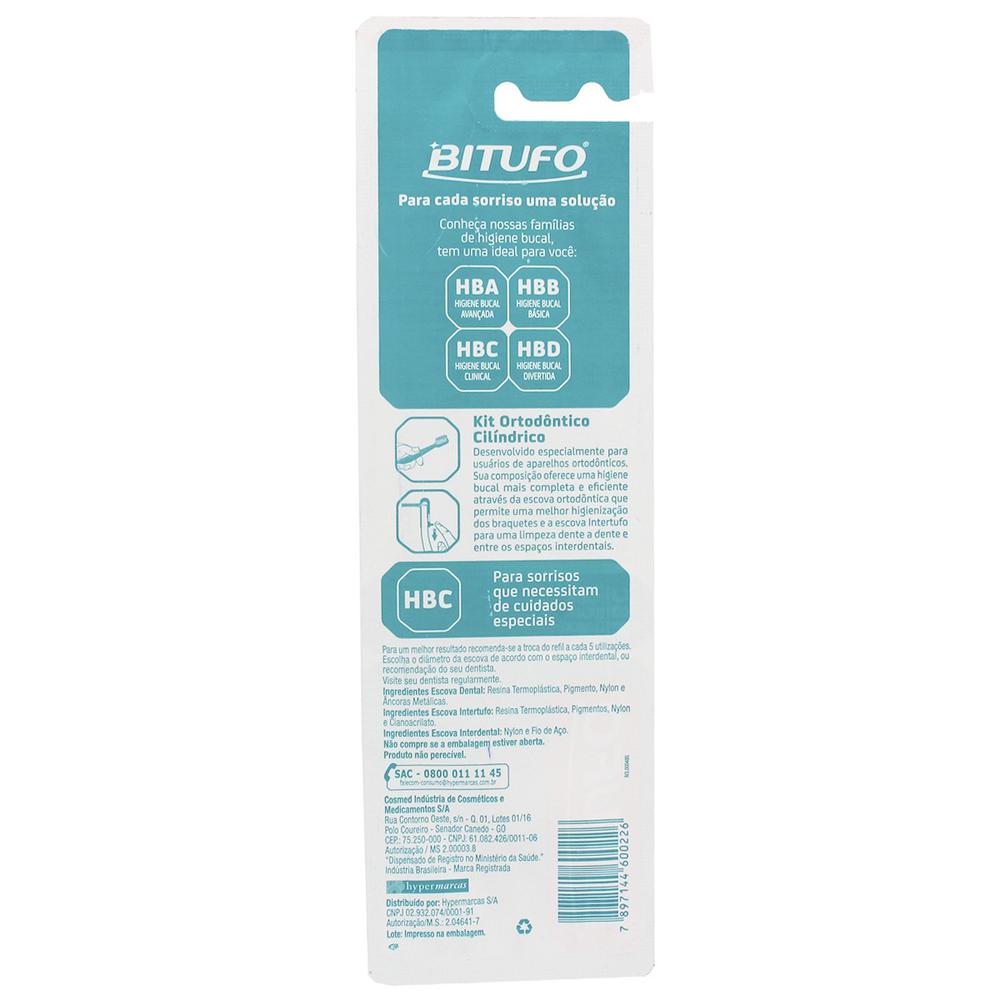 BITUFO®
Para cada sorriso uma solução
Conheça nossas famílias
de higiene bucal,
tem uma ideal para você:
HBA
HIGIENE BUCAL
AVANÇADA
HBB
HIGIENE BUCAL
BÁSICA
HBC
HIGIENE BUCAL
CLINICAL
HBD
HIGIENE BUCAL
DIVERTIDA
Kit Ortodôntico
Cilíndrico
Desenvolvido especialmente para
usuários de aparelhos ortodônticos.
Sua composição oferece uma higiene
bucal mais completa e eficiente
através da escova ortodôntica que
permite uma melhor higienização
dos braquetes e a escova Intertufo
para uma limpeza dente a dente e
entre os espaços interdentais.
HBC
Para sorrisos
que necessitam
de cuidados
especiais
Para um melhor resultado recomenda-se a troca do refil a cada 5 utilizações.
Escolha o diâmetro da escova de acordo com o espaço interdental, ou
recomendação do seu dentista.
Visite seu dentista regularmente.
Ingredientes Escova Dental: Resina Termoplástica, Pigmento, Nylon e
Âncoras Metálicas.
Ingredientes Escova Intertufo: Resina Termoplástica, Pigmentos, Nylon
e Cianoacrilato.
Ingredientes Escova Interdental: Nylon e Fio de Aço.
Não compre se a embalagem estiver aberta.
Produto não perecível.
SAC - 0800 011 11 45
falecom-consumo@hypermarcas.com.br
Cosmed Indústria de Cosméticos e
Medicamentos S/A
Rua Contorno Oeste, s/n - Q. 01, Lotes 01/16
Polo Coureiro - Senador Canedo - GO
CEP.: 75.250-000 - CNPJ: 61.082.426/0011-06
Autorização / MS 2.00003.8
"Dispensado de Registro no Ministério da Saúde."
Indústria Brasileira - Marca Registrada
hypermarcas
Distribuído por: Hypermarcas S/A
CNPJ 02.932.074/0001-91
Autorização/M.S.: 2.04641-7
Lote: Impresso na embalagem.
7 897144 600226